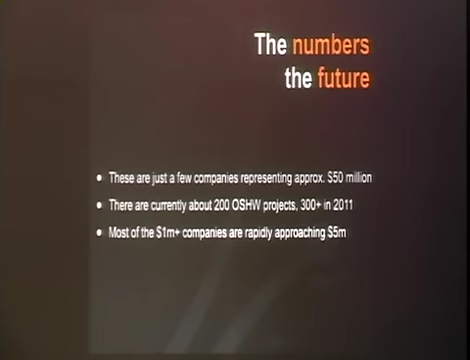 The numbers
the future
These are just a few companies representing approx. $50 million
There are currently about 200 OSHW projects, 300+ in 2011
Most of the $1m+ companies are rapidly approaching $5m